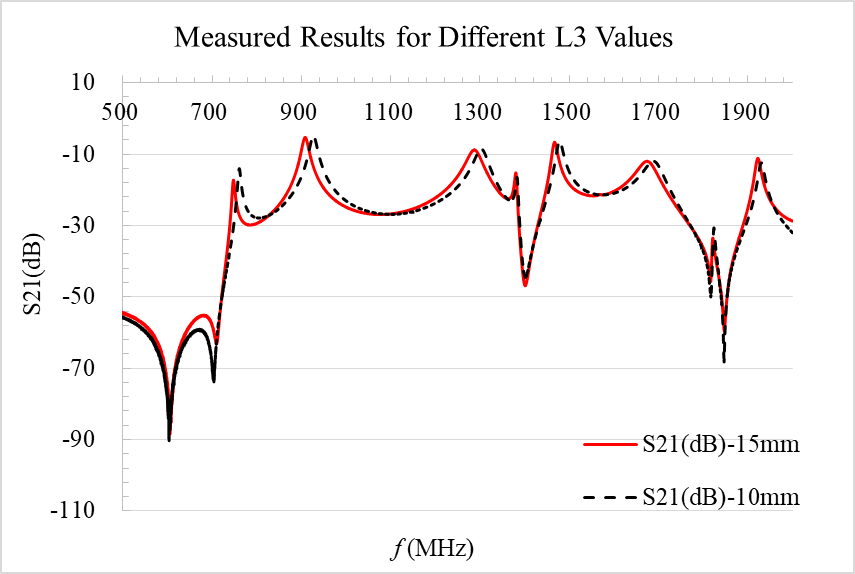 Measured Results for Different L3 Values
10
500 700 900 1100 1300 1500 1700 1900
-10
-30
-50
-70
-90
-110
S21(dB)
S21(dB)-15mm
S21(dB)-10mm
f (MHz)